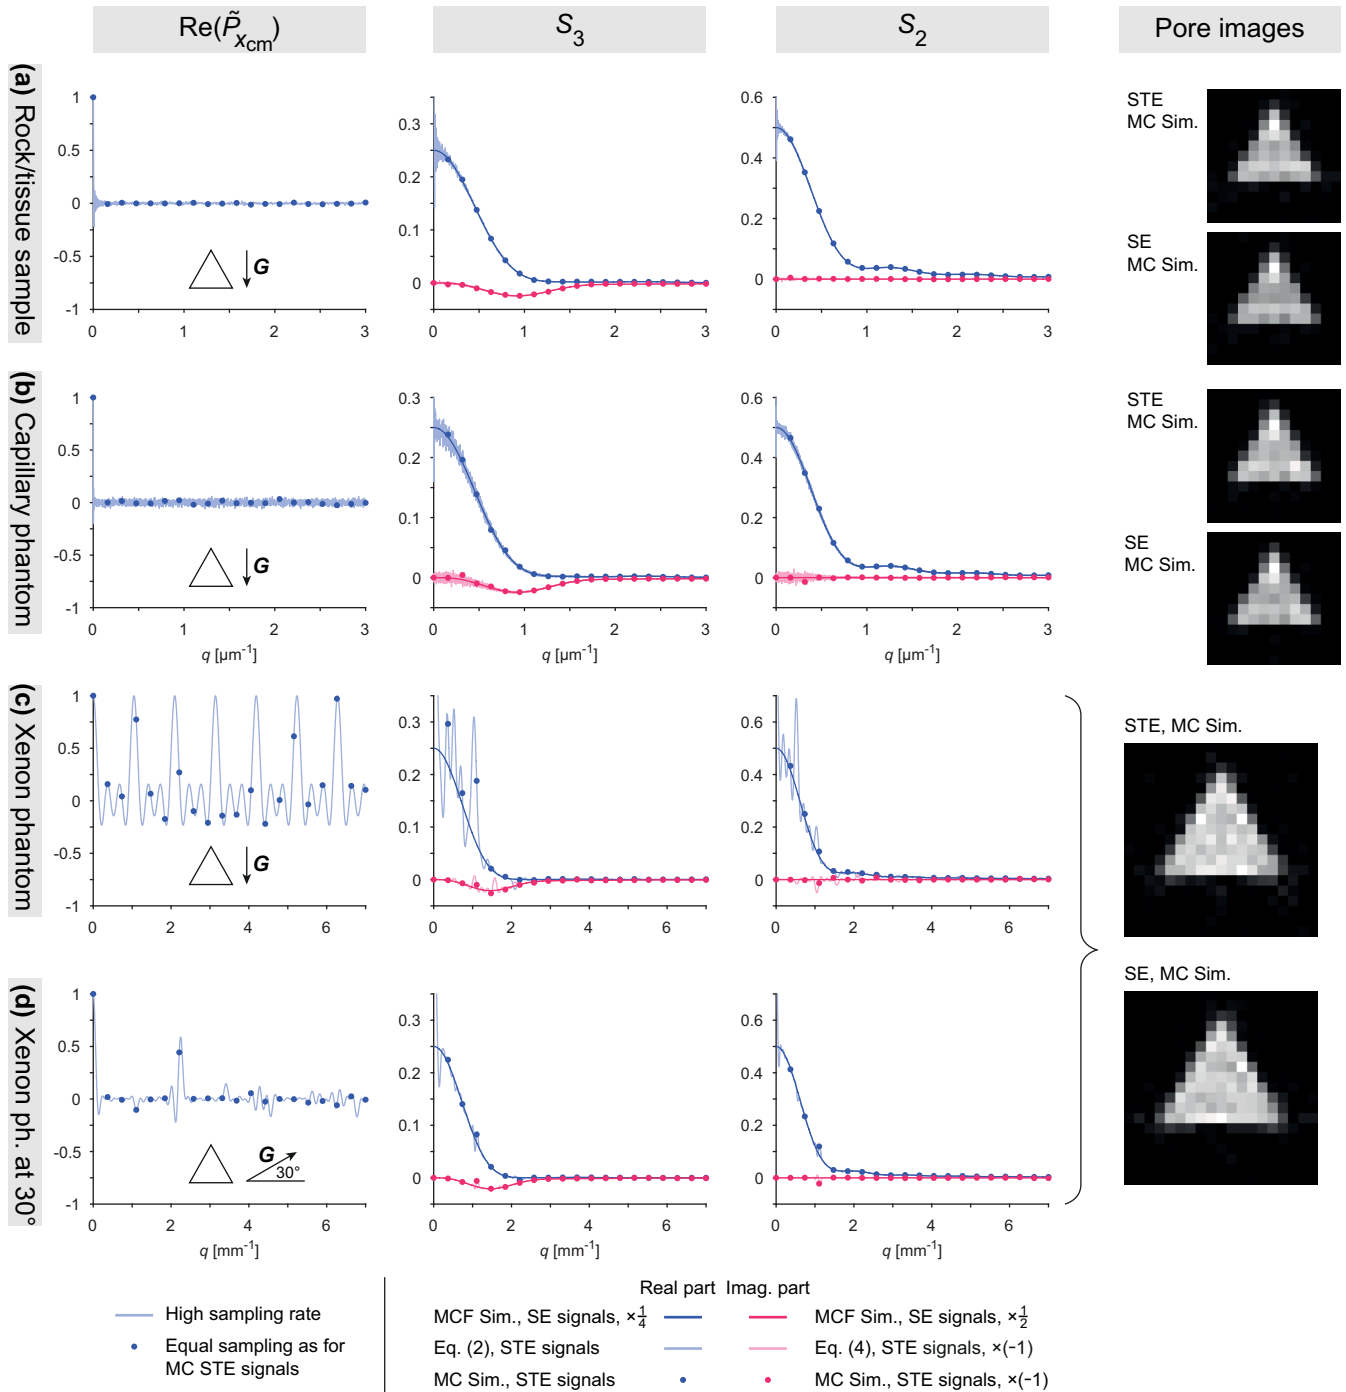 Re(P̃xcm)
S3
S2
Pore images
(a) Rock/tissue sample
1
0.5
0
-0.5
-1
0 1 2 3
G
0.3
0.2
0.1
0
0 1 2 3
0.6
0.4
0.2
0
0 1 2 3
STE
MC Sim.
SE
MC Sim.
(b) Capillary phantom
1
0.5
0
-0.5
-1
0 1 2 3
q [µm-1]
G
0.3
0.2
0.1
0
0 1 2 3
q [µm-1]
0.6
0.4
0.2
0
0 1 2 3
q [µm-1]
STE
MC Sim.
SE
MC Sim.
(c) Xenon phantom
1
0.5
0
-0.5
-1
0 2 4 6
G
0.3
0.2
0.1
0
0 2 4 6
0.6
0.4
0.2
0
0 2 4 6
STE, MC Sim.
SE, MC Sim.
(d) Xenon ph. at 30°
1
0.5
0
-0.5
-1
0 2 4 6
q [mm-1]
G
30°
0.3
0.2
0.1
0
0 2 4 6
q [mm-1]
0.6
0.4
0.2
0
0 2 4 6
q [mm-1]
High sampling rate
Equal sampling as for
MC STE signals
Real part Imag. part
MCF Sim., SE signals, ×1/4
MCF Sim., SE signals, ×1/2
Eq. (2), STE signals
Eq. (4), STE signals, ×(−1)
MC Sim., STE signals
MC Sim., STE signals, ×(−1)